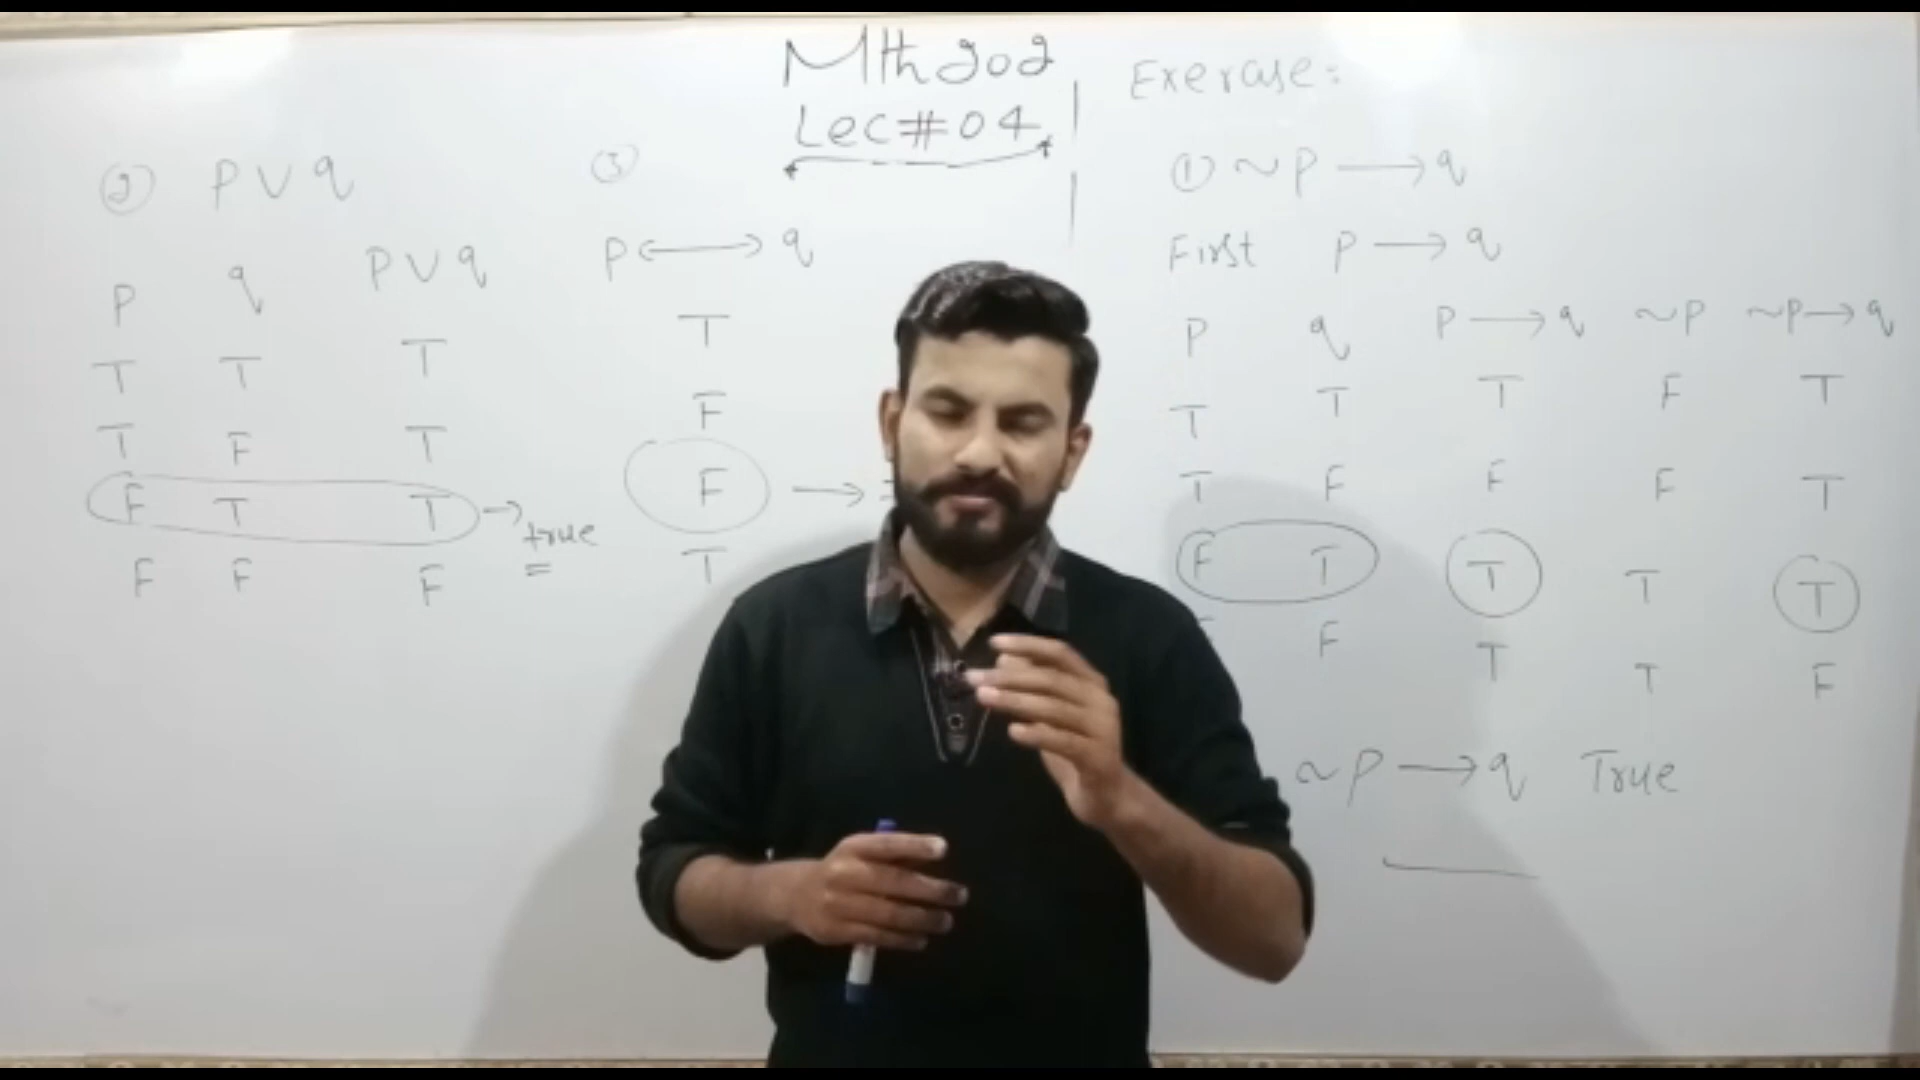 Mth202
Lec#04
② P∨q
P q P∨q
T T T
T F T
F T T → true
F F F
③
P ⟷ q
T
F
F →
T
Exercise:
① ~P → q
First P → q
P q P → q ~P ~P → q
T T T F T
T F F F T
F T T T T
F T T F
~P → q True